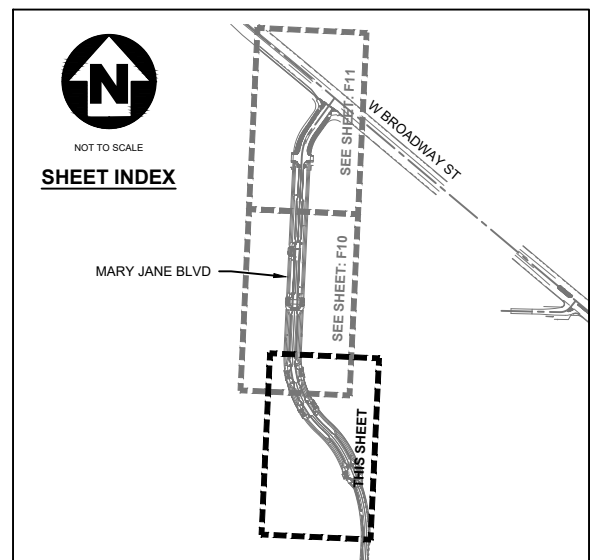 N
NOT TO SCALE
SHEET INDEX
W BROADWAY ST
SEE SHEET: F11
MARY JANE BLVD
SEE SHEET: F10
THIS SHEET